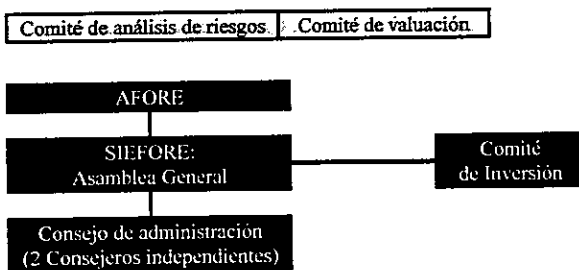 Comité de análisis de riesgos Comité de valuación
AFORE
SIEFORE:
Asamblea General
Comité
de Inversión
Consejo de administración
(2 Consejeros independientes)